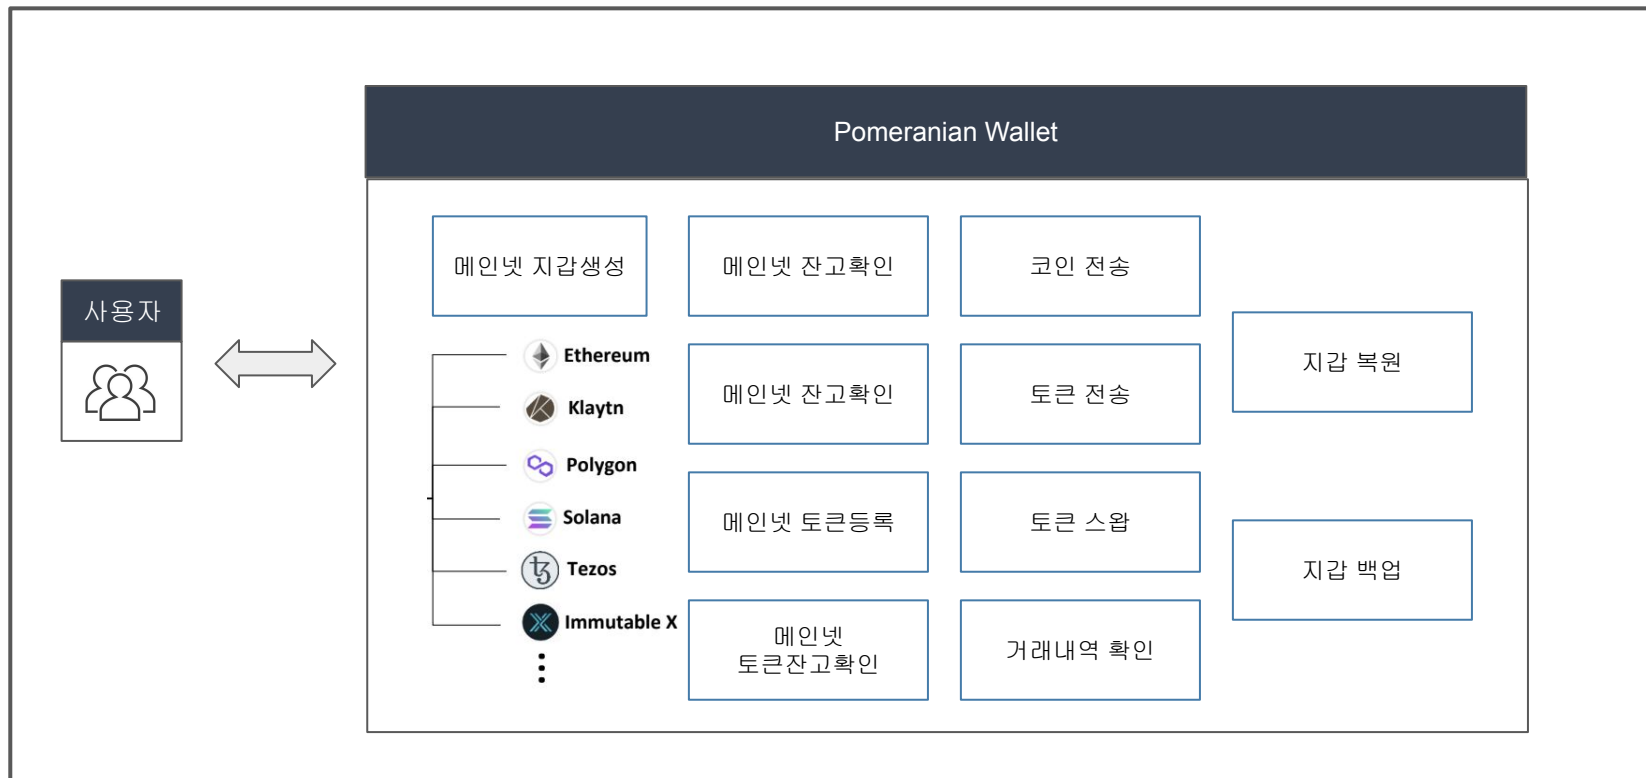 Pomeranian Wallet
사용자
메인넷 지갑생성
Ethereum
Klaytn
Polygon
Solana
Tezos
Immutable X
메인넷 잔고확인
메인넷 잔고확인
메인넷 토큰등록
메인넷
토큰잔고확인
코인 전송
토큰 전송
토큰 스왑
거래내역 확인
지갑 복원
지갑 백업